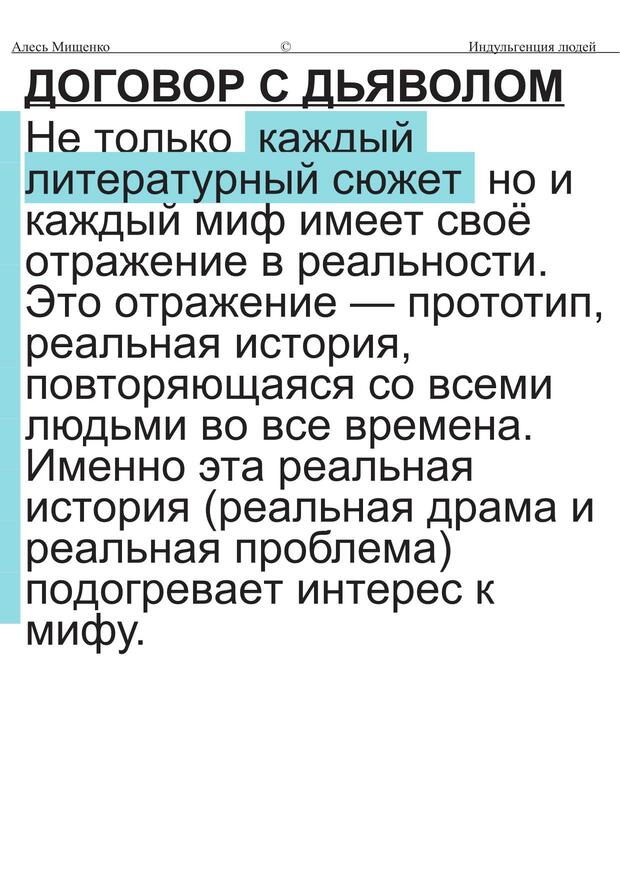 Алесь Мищенко © Индульгенция людей
ДОГОВОР С ДЬЯВОЛОМ
Не только каждый
литературный сюжет но и
каждый миф имеет своё
отражение в реальности.
Это отражение — прототип,
реальная история,
повторяющаяся со всеми
людьми во все времена.
Именно эта реальная
история (реальная драма и
реальная проблема)
подогревает интерес к
мифу.